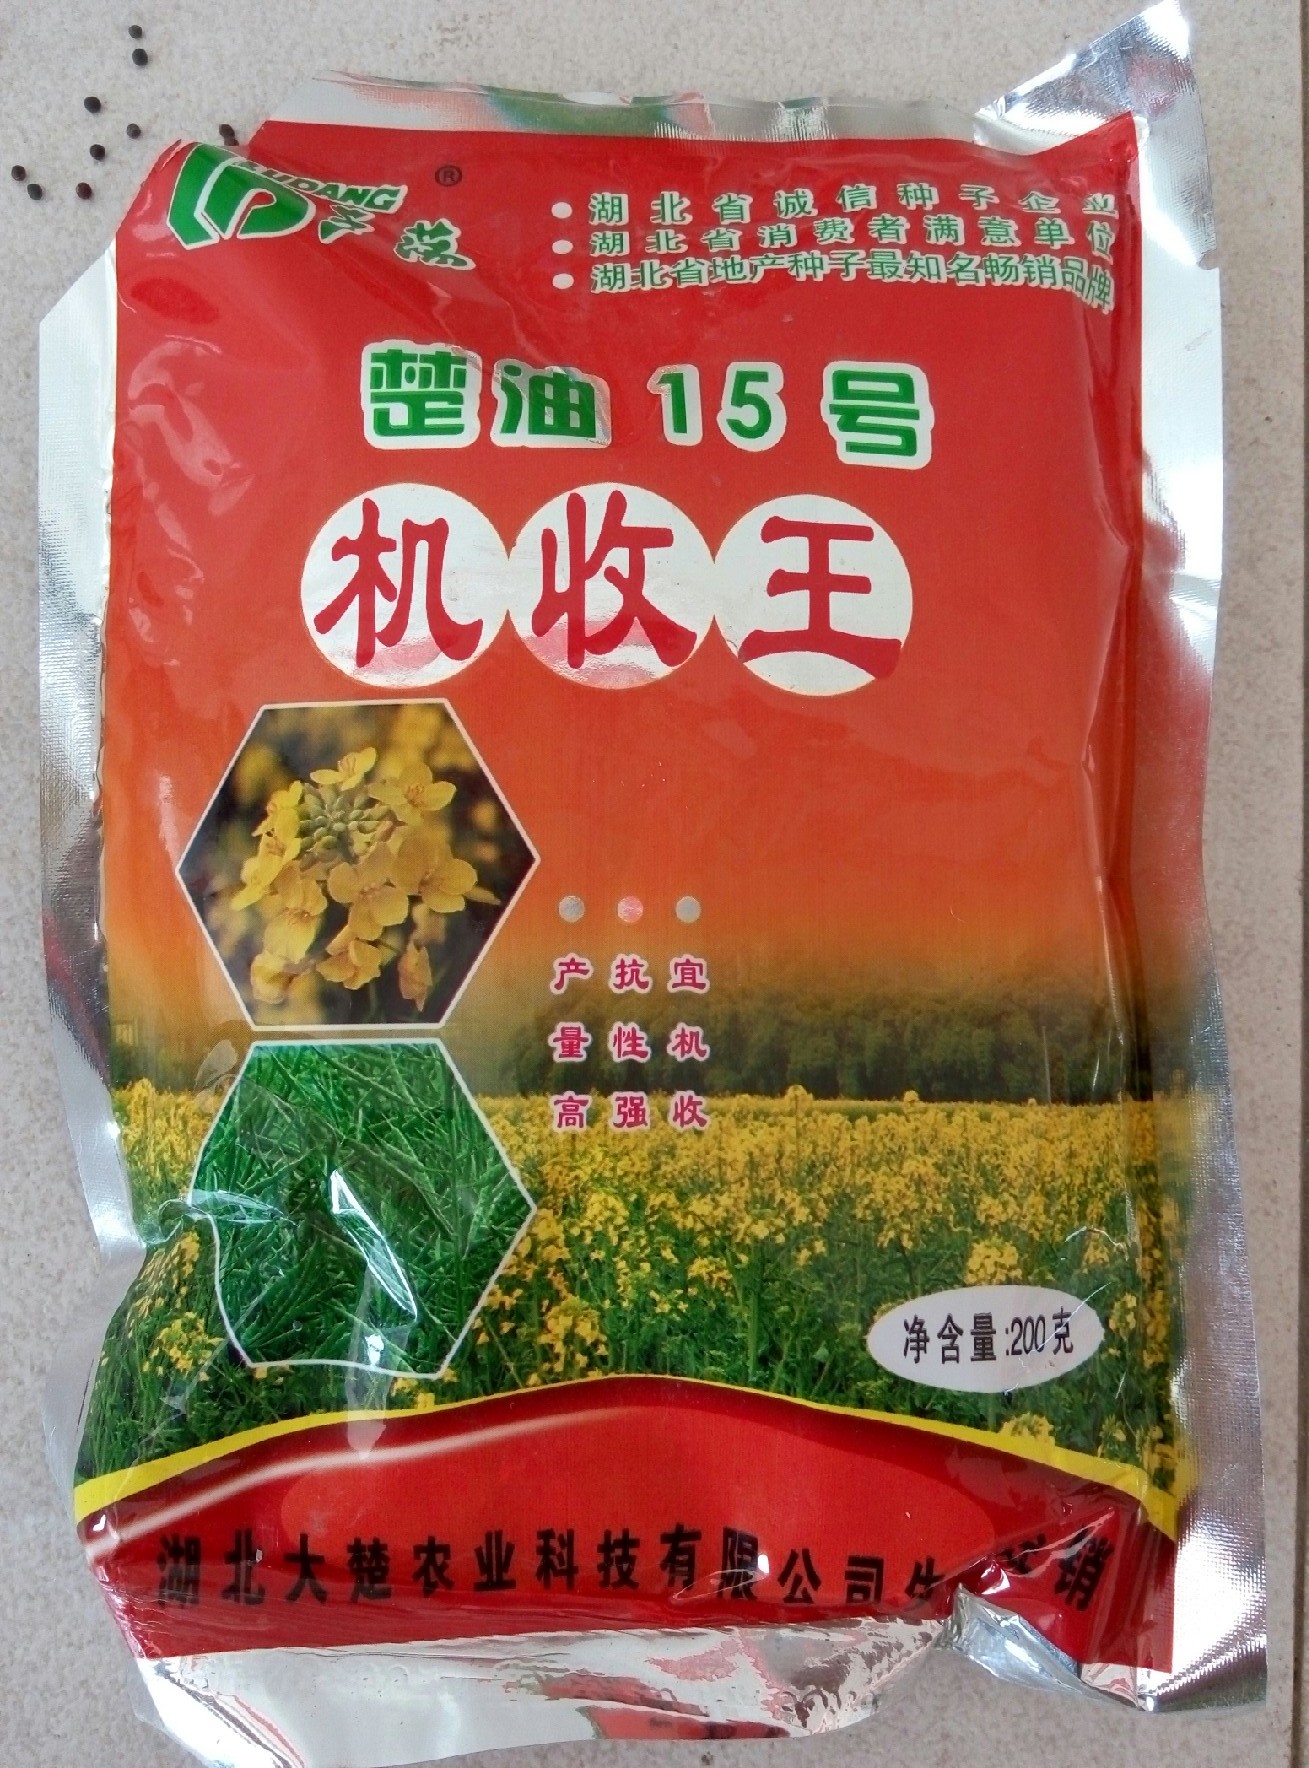 ®
湖北省诚信种子企业
湖北省消费者满意单位
湖北省地产种子最知名畅销品牌
楚油15号
机收王
宜机收
抗性强
产量高
净含量:200克
湖北大楚农业科技有限公司生 销